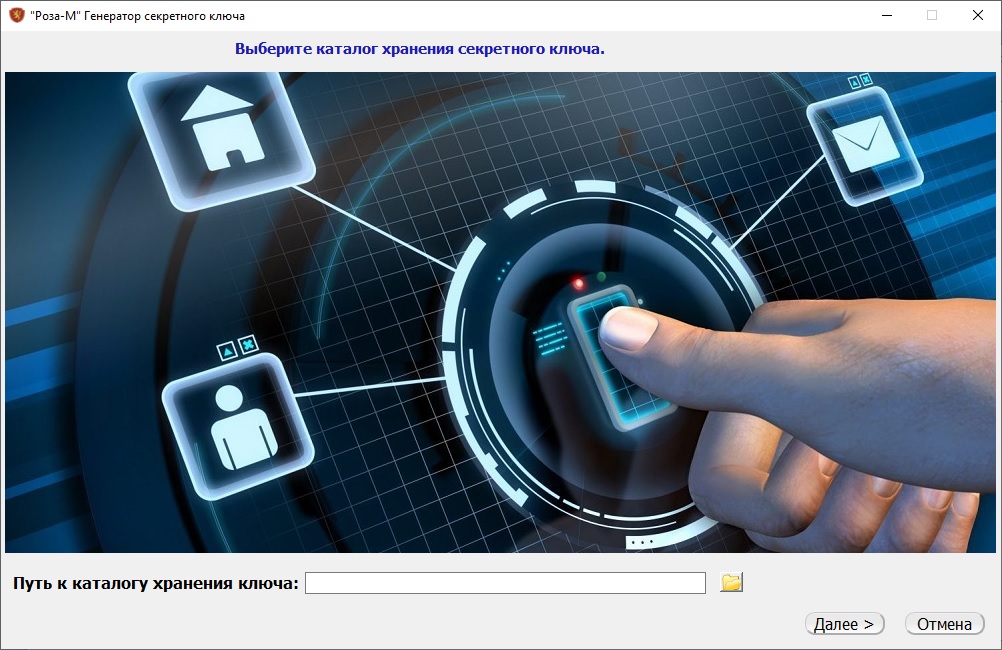 "Роза-М" Генератор секретного ключа
Выберите каталог хранения секретного ключа.
Путь к каталогу хранения ключа:
Далее >
Отмена